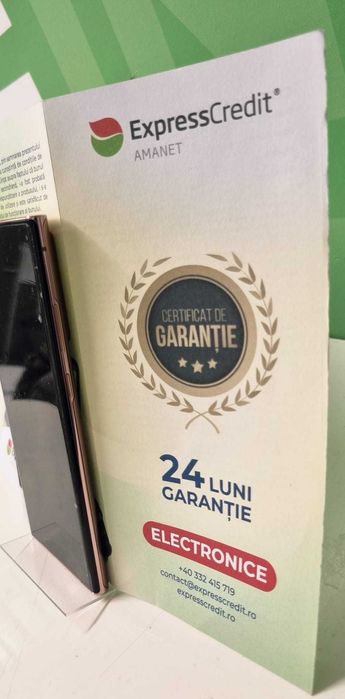 ExpressCredit®
AMANET
CERTIFICAT DE
GARANȚIE
24 LUNI
GARANȚIE
ELECTRONICE
+40 332 415 719
contact@expresscredit.ro
expresscredit.ro